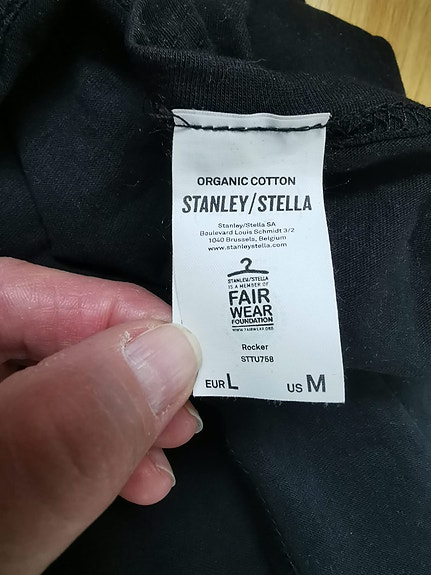 ORGANIC COTTON
STANLEY/STELLA
Stanley/Stella SA
Boulevard Louis Schmidt 3/2
1040 Brussels, Belgium
www.stanleystella.com
STANLEY/STELLA
IS A MEMBER OF
FAIR
WEAR
FOUNDATION
WWW.FAIRWEAR.ORG
Rocker
STTU758
EUR L US M